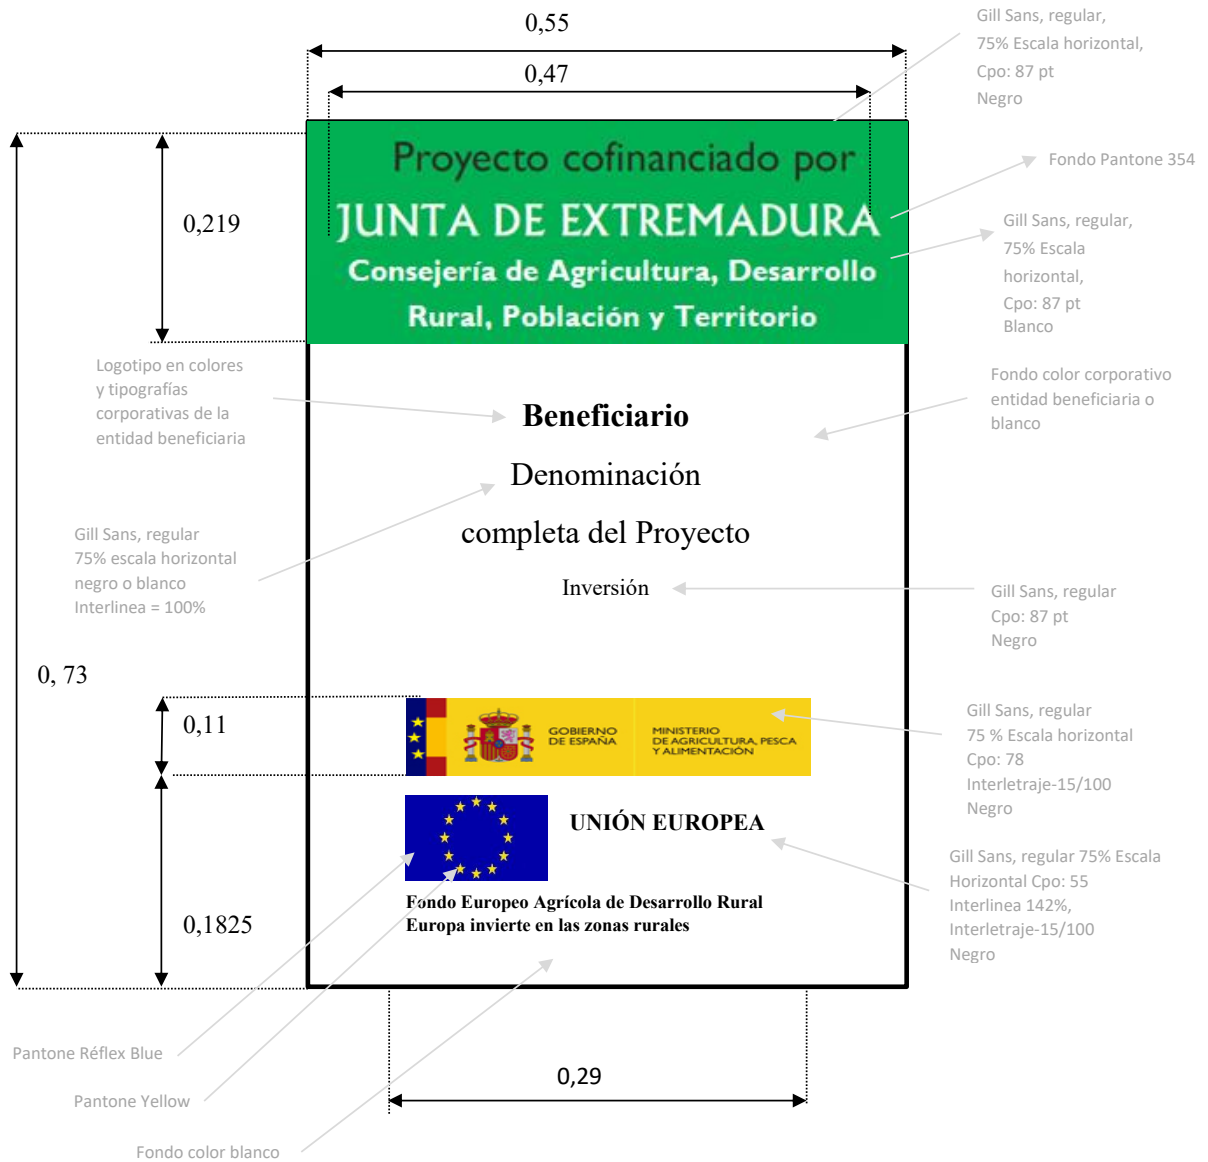 0,55
Gill Sans, regular,
75% Escala horizontal,
Cpo: 87 pt
Negro
0,47
Proyecto cofinanciado por
Fondo Pantone 354
JUNTA DE EXTREMADURA
0,219
Gill Sans, regular,
75% Escala
horizontal,
Cpo: 87 pt
Blanco
Consejería de Agricultura, Desarrollo
Rural, Población y Territorio
Logotipo en colores
y tipografías
corporativas de la
entidad beneficiaria
Fondo color corporativo
entidad beneficiaria o
blanco
Beneficiario
Denominación
completa del Proyecto
Gill Sans, regular
75% escala horizontal
negro o blanco
Interlinea = 100%
Inversión
Gill Sans, regular
Cpo: 87 pt
Negro
0, 73
0,11
GOBIERNO
DE ESPAÑA
MINISTERIO
DE AGRICULTURA, PESCA
Y ALIMENTACIÓN
Gill Sans, regular
75 % Escala horizontal
Cpo: 78
Interletraje-15/100
Negro
UNIÓN EUROPEA
Gill Sans, regular 75% Escala
Horizontal Cpo: 55
Interlinea 142%,
Interletraje-15/100
Negro
Fondo Europeo Agrícola de Desarrollo Rural
Europa invierte en las zonas rurales
0,1825
Pantone Réflex Blue
0,29
Pantone Yellow
Fondo color blanco